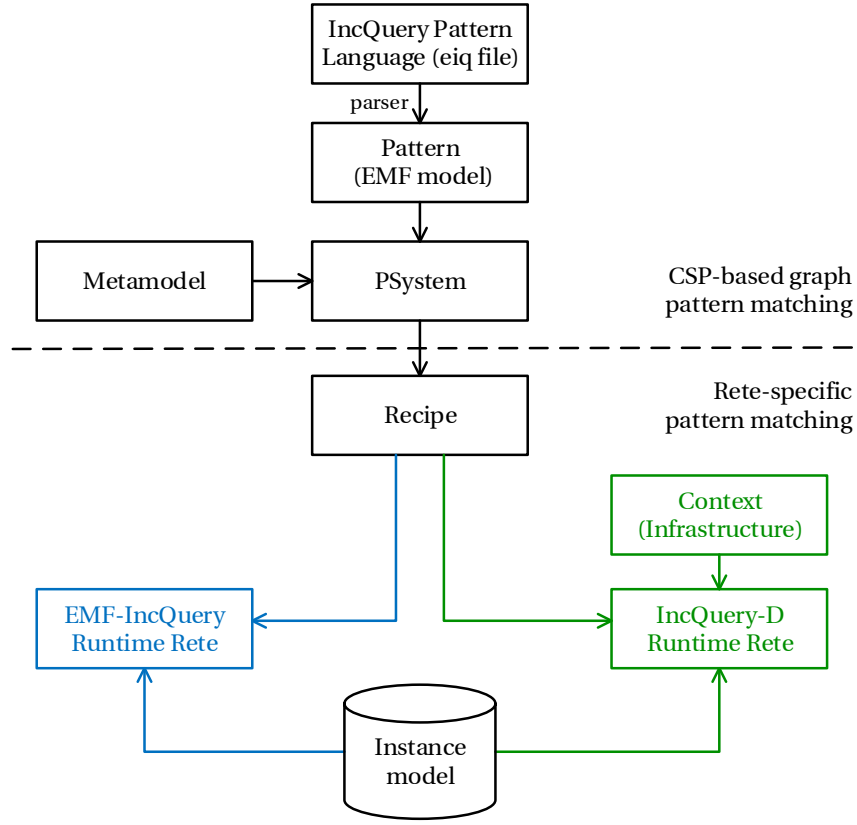 IncQuery Pattern
Language (eiq file)
parser
Pattern
(EMF model)
Metamodel
PSystem
CSP-based graph
pattern matching
Recipe
Rete-specific
pattern matching
Context
(Infrastructure)
EMF-IncQuery
Runtime Rete
IncQuery-D
Runtime Rete
Instance
model